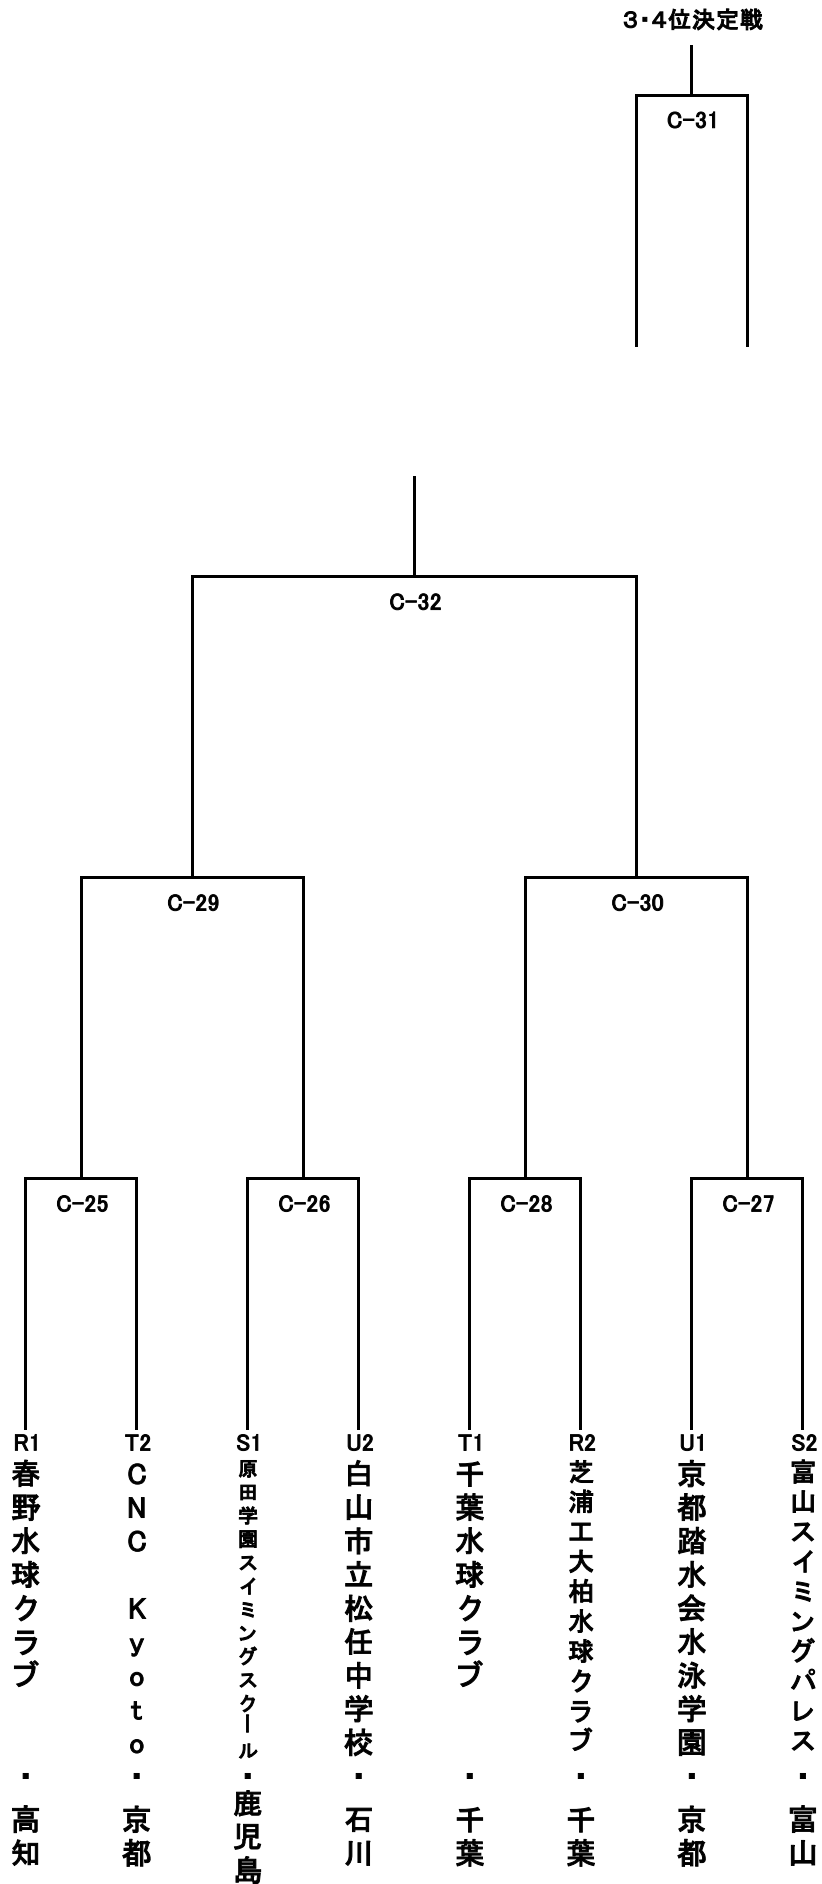 ３・４位決定戦
C-31
C-32
C-29
C-30
C-25
C-26
C-28
C-27
R1
春野水球クラブ ・ 高知
T2
CNC Kyoto ・ 京都
S1
原田学園スイミングスクール ・ 鹿児島
U2
白山市立松任中学校 ・ 石川
T1
千葉水球クラブ ・ 千葉
R2
芝浦工大柏水球クラブ ・ 千葉
U1
京都踏水会水泳学園 ・ 京都
S2
富山スイミングパレス ・ 富山